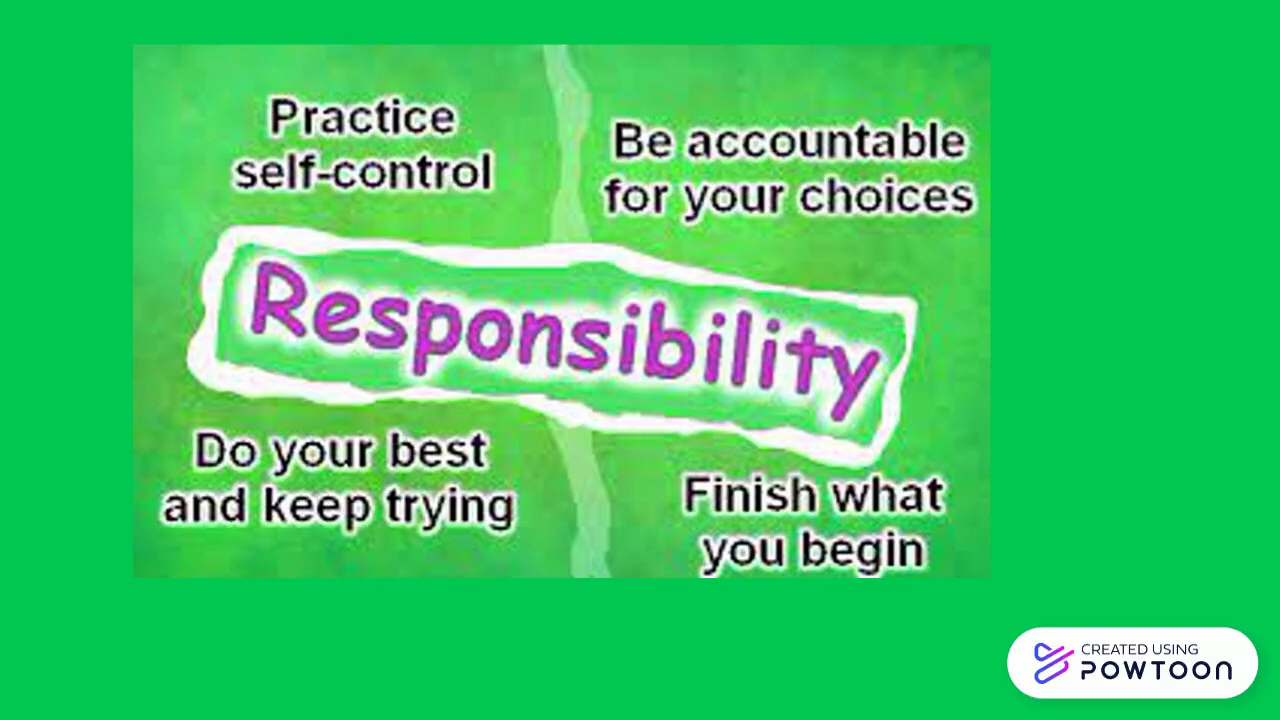 Practice
self-control
Be accountable
for your choices
Responsibility
Do your best
and keep trying
Finish what
you begin
CREATED USING
POWTOON